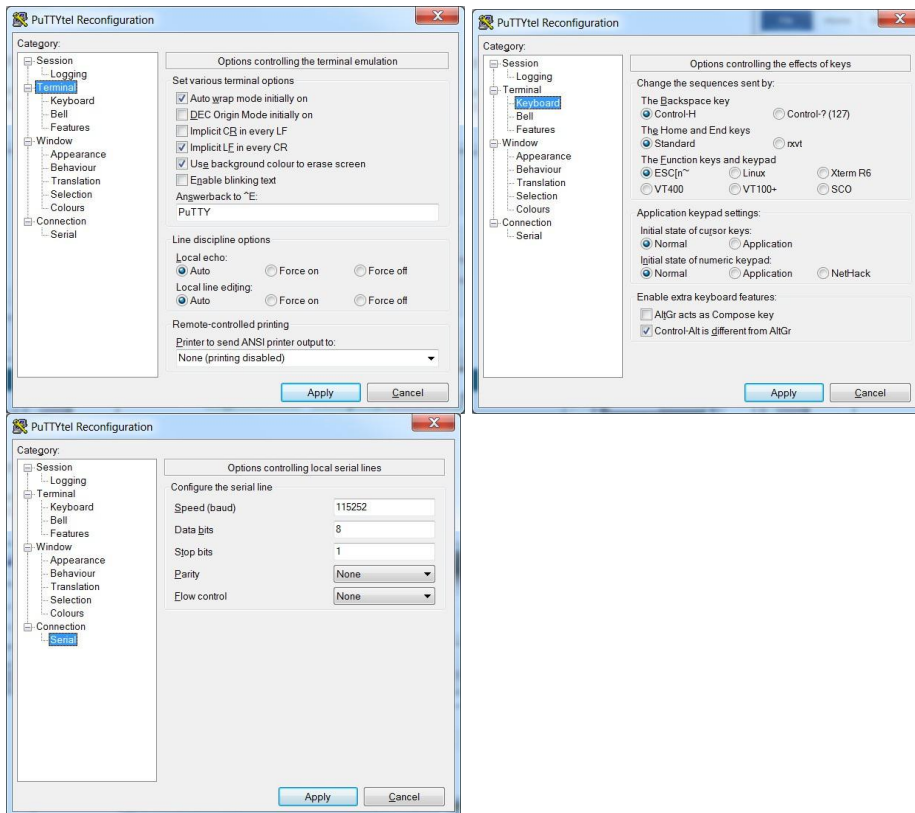 PuTTYtel Reconfiguration
Category:
Session
Logging
Terminal
Keyboard
Bell
Features
Window
Appearance
Behaviour
Translation
Selection
Colours
Connection
Serial
Options controlling the terminal emulation
Set various terminal options
Auto wrap mode initially on
DEC Origin Mode initially on
Implicit CR in every LF
Implicit LF in every CR
Use background colour to erase screen
Enable blinking text
Answerback to ^E:
PuTTY
Line discipline options
Local echo:
Auto Force on Force off
Local line editing:
Auto Force on Force off
Remote-controlled printing
Printer to send ANSI printer output to:
None (printing disabled)
Apply Cancel
PuTTYtel Reconfiguration
Category:
Session
Logging
Terminal
Keyboard
Bell
Features
Window
Appearance
Behaviour
Translation
Selection
Colours
Connection
Serial
Options controlling the effects of keys
Change the sequences sent by:
The Backspace key
Control-H Control-? (127)
The Home and End keys
Standard rxvt
The Function keys and keypad
ESC[n~ Linux Xterm R6
VT400 VT100+ SCO
Application keypad settings:
Initial state of cursor keys:
Normal Application
Initial state of numeric keypad:
Normal Application NetHack
Enable extra keyboard features:
AltGr acts as Compose key
Control-Alt is different from AltGr
Apply Cancel
PuTTYtel Reconfiguration
Category:
Session
Logging
Terminal
Keyboard
Bell
Features
Window
Appearance
Behaviour
Translation
Selection
Colours
Connection
Serial
Options controlling local serial lines
Configure the serial line
Speed (baud) 115252
Data bits 8
Stop bits 1
Parity None
Flow control None
Apply Cancel